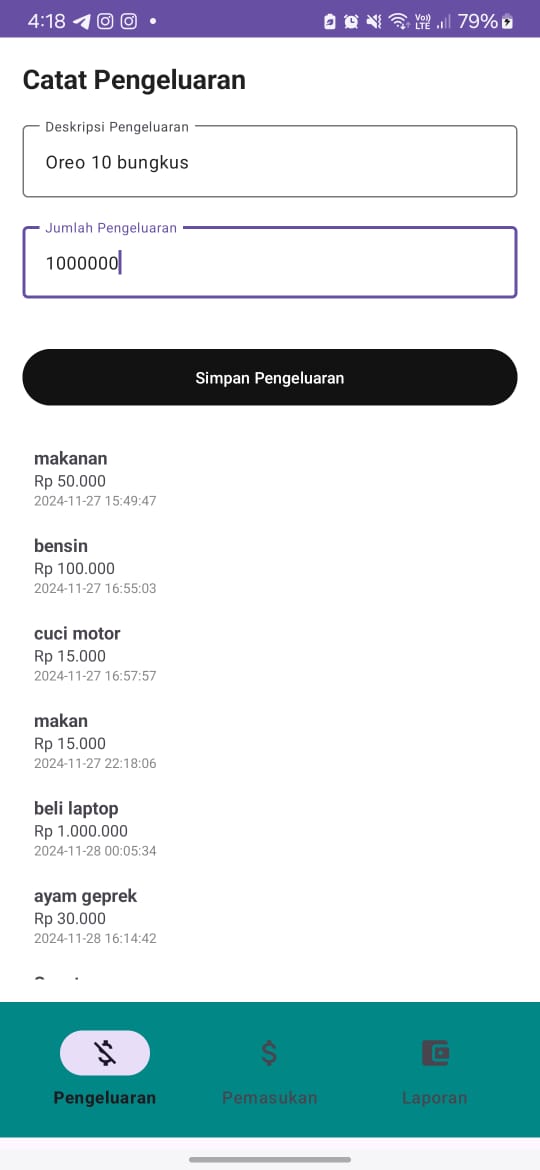 4:18
Vo))
LTE
79%
Catat Pengeluaran
Deskripsi Pengeluaran
Oreo 10 bungkus
Jumlah Pengeluaran
1000000
Simpan Pengeluaran
makanan
Rp 50.000
2024-11-27 15:49:47
bensin
Rp 100.000
2024-11-27 16:55:03
cuci motor
Rp 15.000
2024-11-27 16:57:57
makan
Rp 15.000
2024-11-27 22:18:06
beli laptop
Rp 1.000.000
2024-11-28 00:05:34
ayam geprek
Rp 30.000
2024-11-28 16:14:42
Pengeluaran
Pemasukan
Laporan